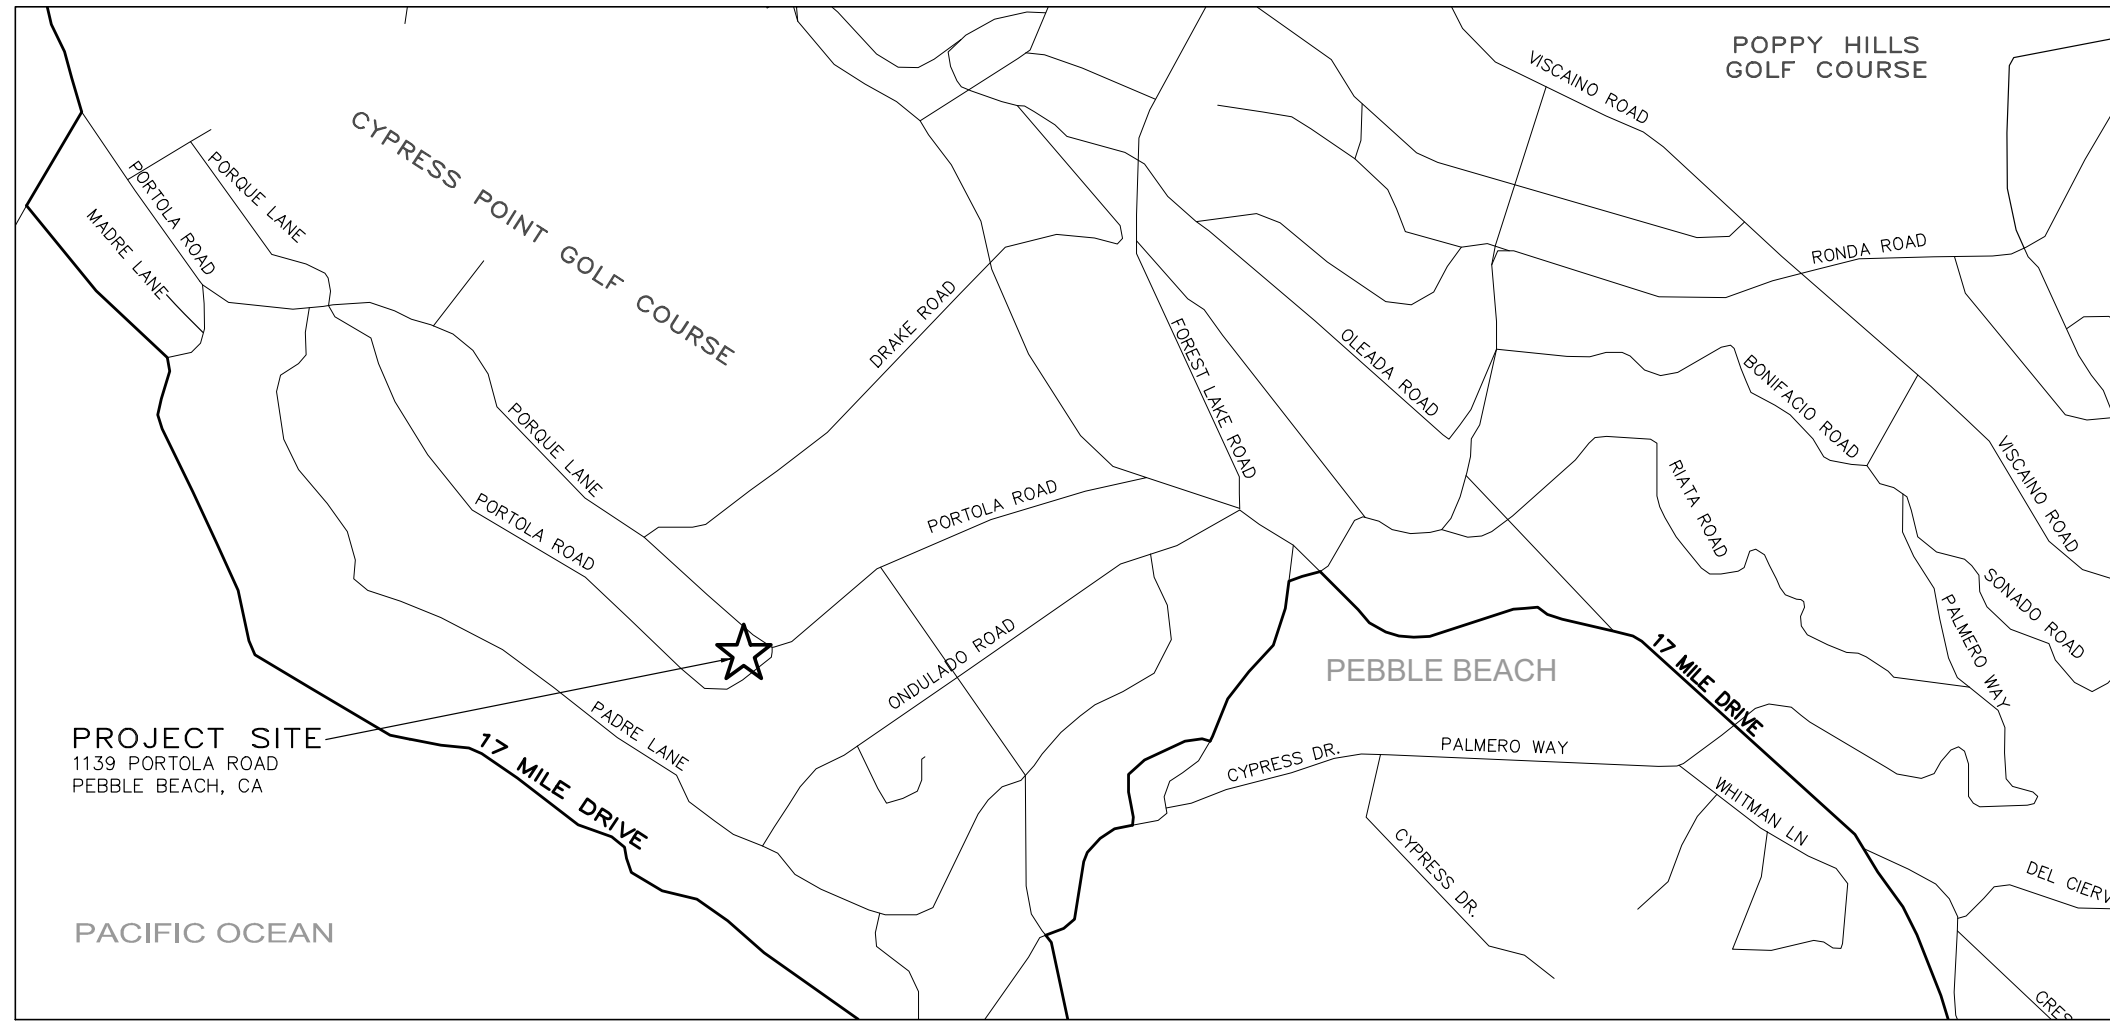 POPPY HILLS
GOLF COURSE
VISCAINO ROAD
CYPRESS POINT GOLF COURSE
PORQUE LANE
PORTOLA ROAD
MADRE LANE
RONDA ROAD
DRAKE ROAD
FOREST LAKE ROAD
OLEADA ROAD
BONIFACIO ROAD
PORQUE LANE
PORTOLA ROAD
PORTOLA ROAD
RIATA ROAD
VISCAINO ROAD
SONADO ROAD
PALMERO WAY
ONDULADO ROAD
PEBBLE BEACH
17 MILE DRIVE
PROJECT SITE
1139 PORTOLA ROAD
PEBBLE BEACH, CA
PADRE LANE
17 MILE DRIVE
CYPRESS DR.
PALMERO WAY
WHITMAN LN
CYPRESS DR.
DEL CIERV
PACIFIC OCEAN
CRES